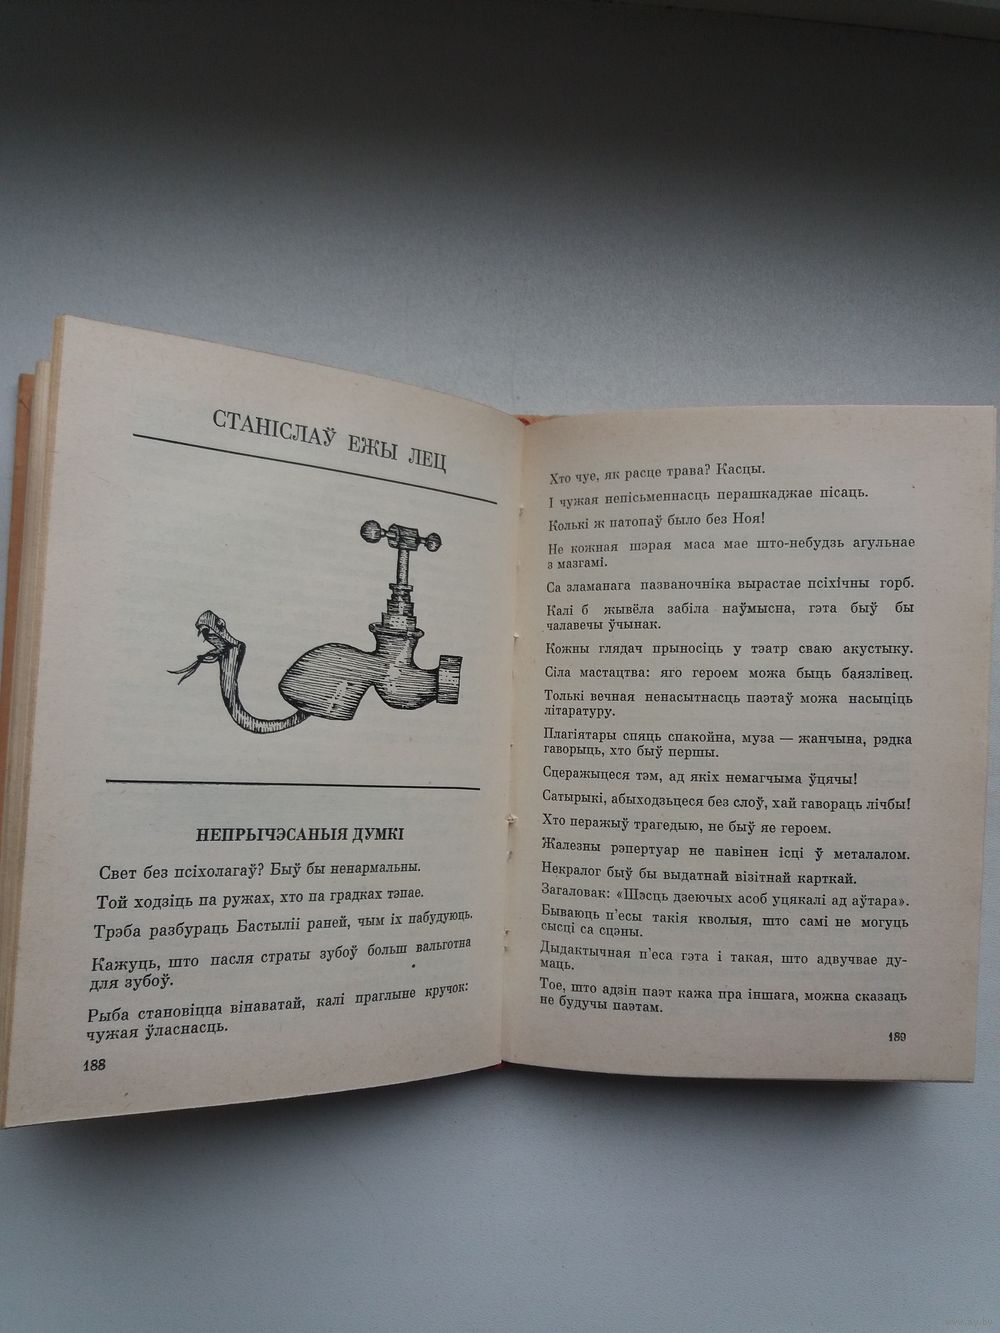 СТАНІСЛАЎ ЕЖЫ ЛЕЦ
НЕПРЫЧЭСАНЫЯ ДУМКІ
Свет без псіхолагаў? Быў бы ненармальны.
Той ходзіць па ружах, хто па градках тэпае.
Трэба разбураць Бастыліі раней, чым іх пабудуюць.
Кажуць, што пасля страты зубоў больш вальготна
для зубоў.
Рыба становіцца вінаватай, калі праглыне кручок:
чужая ўласнасць.
188
Хто чуе, як расце трава? Касцы.
І чужая непісьменнасць перашкаджае пісаць.
Колькі ж патопаў было без Ноя!
Не кожная шэрая маса мае што-небудзь агульнае
з мазгамі.
Са зламанага пазваночніка вырастае псіхічны горб.
Калі б жывёла забіла наўмысна, гэта быў бы
чалавечы ўчынак.
Кожны глядач прыносіць у тэатр сваю акустыку.
Сіла мастацтва: яго героем можа быць баязлівец.
Толькі вечная ненасытнасць паэтаў можа насыціць
літаратуру.
Плагіятары спяць спакойна, муза — жанчына, рэдка
гаворыць, хто быў першы.
Сцеражыцеся тэм, ад якіх немагчыма ўцячы!
Сатырыкі, абыходзьцеся без слоў, хай гавораць лічбы!
Хто перажыў трагедыю, не быў яе героем.
Жалезны рэпертуар не павінен ісці ў металалом.
Некралог быў бы выдатнай візітнай карткай.
Загаловак: «Шэсць дзеючых асоб уцякалі ад аўтара».
Бываюць п'есы такія кволыя, што самі не могуць
сысці са сцэны.
Дыдактычная п'еса гэта і такая, што адвучвае ду-
маць.
Тое, што адзін паэт кажа пра іншага, можна сказаць
не будучы паэтам.
189
www.ay.by